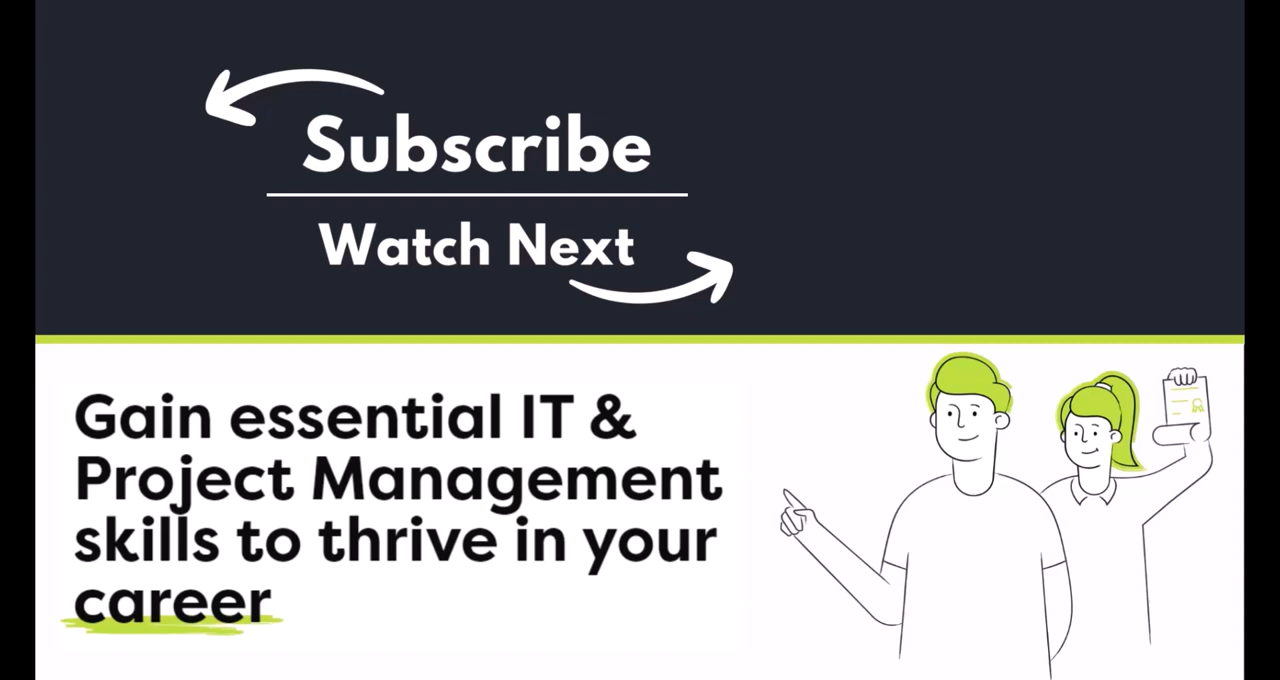 Subscribe
Watch Next
Gain essential IT &
Project Management
skills to thrive in your
career